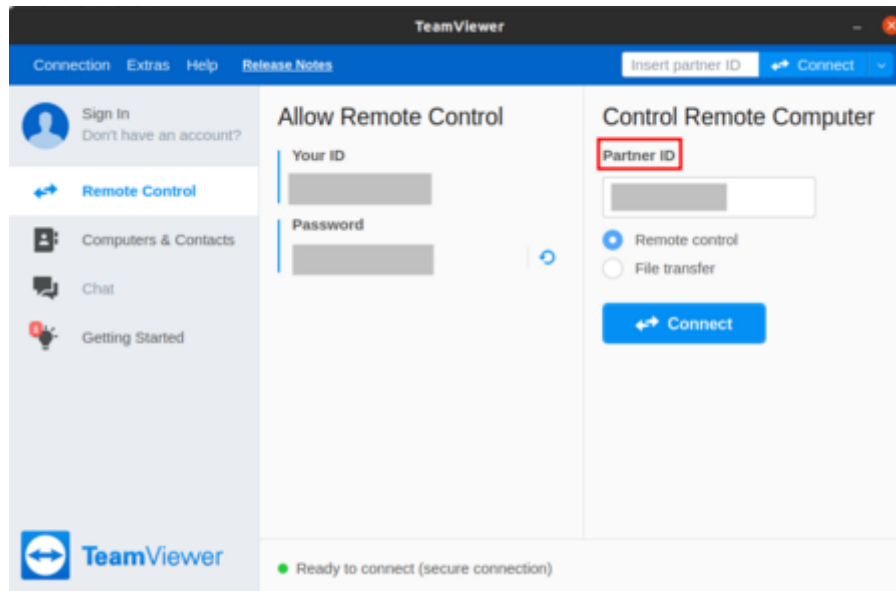 TeamViewer
Connection Extras Help Release Notes Insert partner ID Connect
Sign In
Don't have an account?
Remote Control
Computers & Contacts
Chat
Getting Started
TeamViewer
Allow Remote Control
Your ID
Password
Control Remote Computer
Partner ID
Remote control
File transfer
Connect
Ready to connect (secure connection)